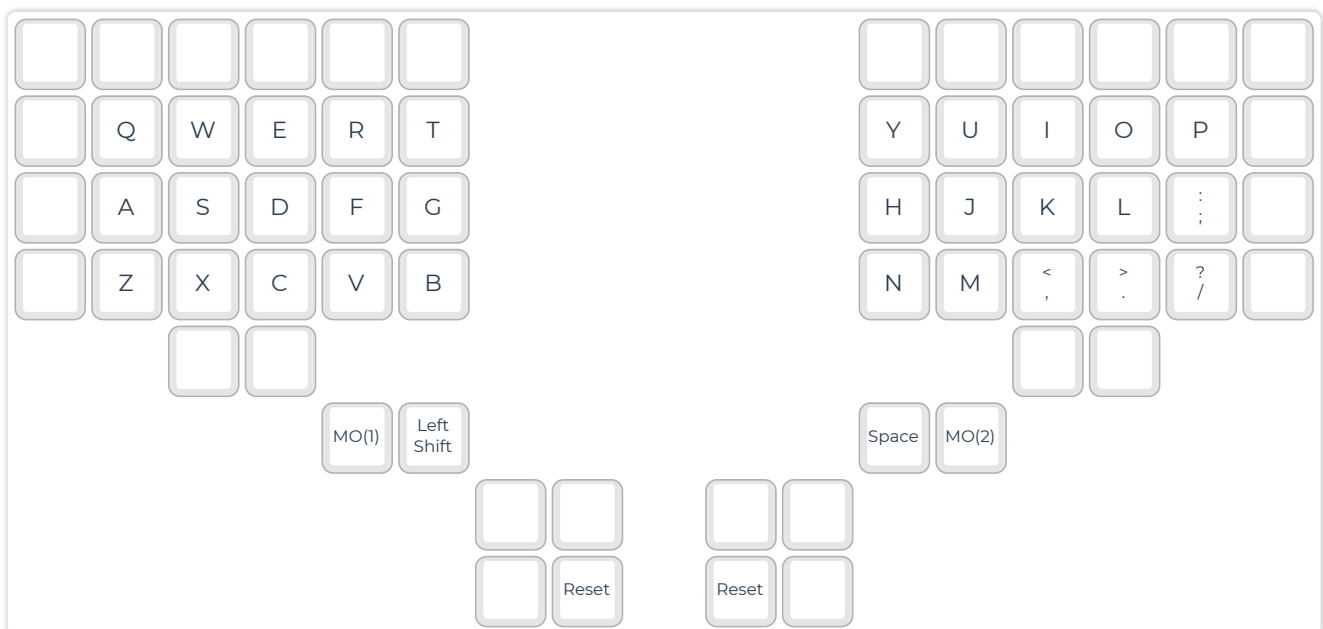 Q W E R T Y U I O P
A S D F G H J K L :
;
Z X C V B N M < > ?
, . /
MO(1) Left Shift Space MO(2)
Reset Reset